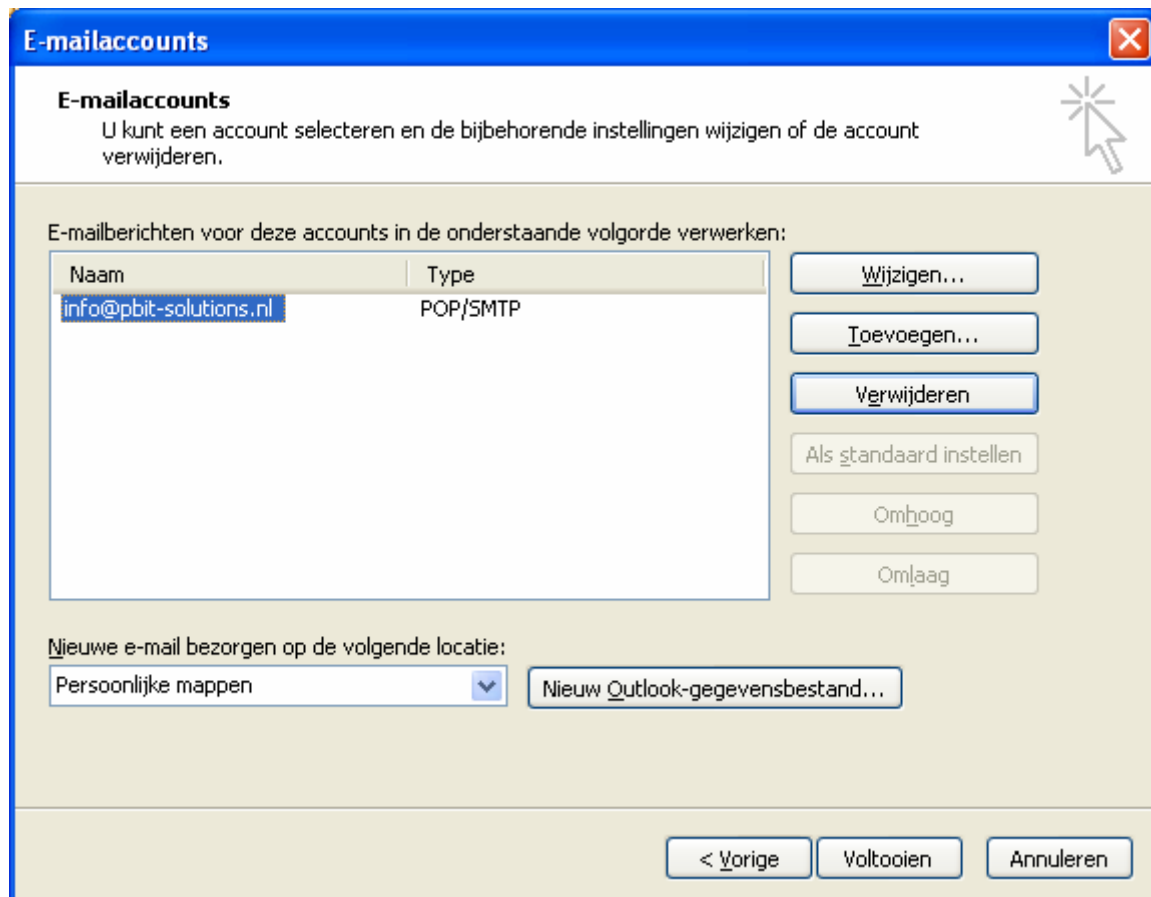 E-mailaccounts
E-mailaccounts
U kunt een account selecteren en de bijbehorende instellingen wijzigen of de account
verwijderen.
E-mailberichten voor deze accounts in de onderstaande volgorde verwerken:
Naam Type
info@pbit-solutions.nl POP/SMTP
Wijzigen...
Toevoegen...
Verwijderen
Als standaard instellen
Omhoog
Omlaag
Nieuwe e-mail bezorgen op de volgende locatie:
Persoonlijke mappen Nieuw Outlook-gegevensbestand...
< Vorige Voltooien Annuleren